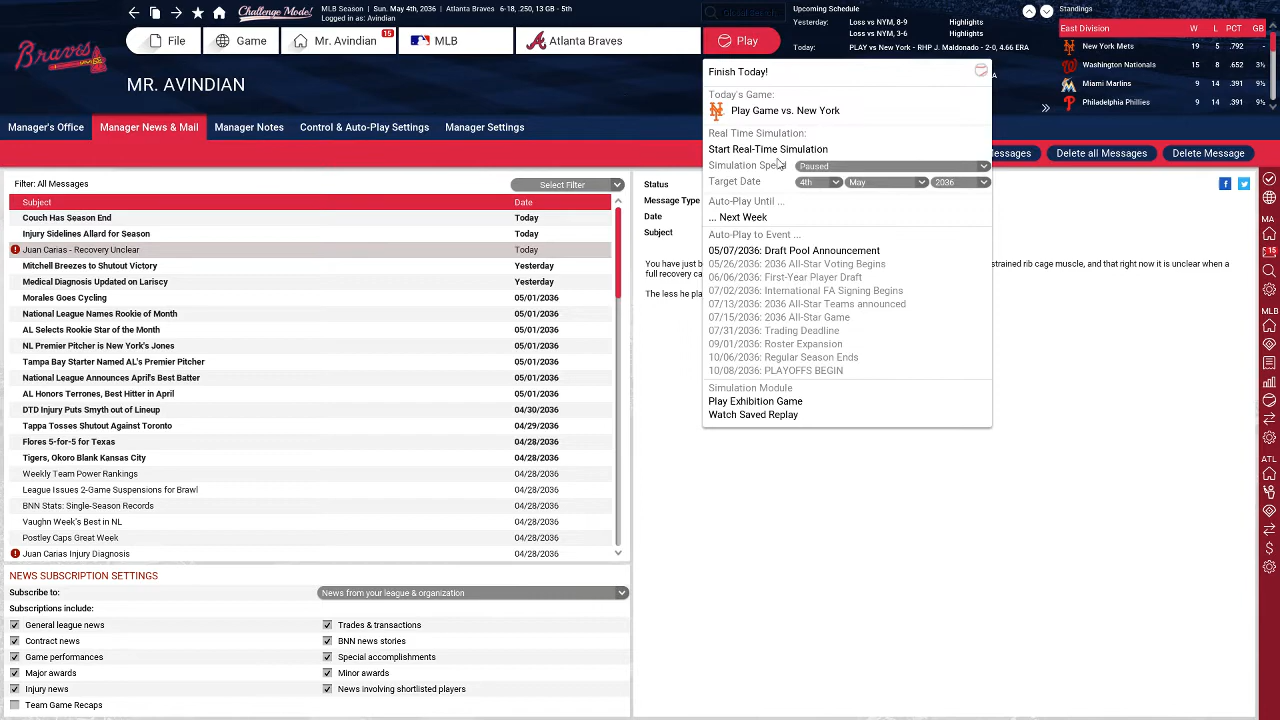 Challenge Mode!
MLB Season | Sun. May 4th, 2036 | Atlanta Braves 6-18, .250, 13 GB - 5th
Logged in as: Avindian
Global Search
Upcoming Schedule
Yesterday: Loss vs NYM, 8-9 Highlights
Loss vs NYM, 3-6 Highlights
Today: PLAY vs New York - RHP J. Maldonado - 2-0, 4.66 ERA
Standings
East Division W L PCT GB
New York Mets 19 5 .792 -
Washington Nationals 15 8 .652 3½
Miami Marlins 9 14 .391 9½
Philadelphia Phillies 9 14 .391 9½
Braves
File
Game
Mr. Avindian 15
MLB
Atlanta Braves
Play
MR. AVINDIAN
Manager's Office
Manager News & Mail
Manager Notes
Control & Auto-Play Settings
Manager Settings
Messages
Delete all Messages
Delete Message
Finish Today!
Today's Game:
Play Game vs. New York
Real Time Simulation:
Start Real-Time Simulation
Simulation Speed Paused
Target Date 4th May 2036
Auto-Play Until ...
... Next Week
Auto-Play to Event ...
05/07/2036: Draft Pool Announcement
05/26/2036: 2036 All-Star Voting Begins
06/06/2036: First-Year Player Draft
07/02/2036: International FA Signing Begins
07/13/2036: 2036 All-Star Teams announced
07/15/2036: 2036 All-Star Game
07/31/2036: Trading Deadline
09/01/2036: Roster Expansion
10/06/2036: Regular Season Ends
10/08/2036: PLAYOFFS BEGIN
Simulation Module
Play Exhibition Game
Watch Saved Replay
Filter: All Messages
Select Filter
Subject Date
Couch Has Season End Today
Injury Sidelines Allard for Season Today
Juan Carias - Recovery Unclear Today
Mitchell Breezes to Shutout Victory Yesterday
Medical Diagnosis Updated on Lariscy Yesterday
Morales Goes Cycling 05/01/2036
National League Names Rookie of Month 05/01/2036
AL Selects Rookie Star of the Month 05/01/2036
NL Premier Pitcher is New York's Jones 05/01/2036
Tampa Bay Starter Named AL's Premier Pitcher 05/01/2036
National League Announces April's Best Batter 05/01/2036
AL Honors Terrones, Best Hitter in April 05/01/2036
DTD Injury Puts Smyth out of Lineup 04/30/2036
Tappa Tosses Shutout Against Toronto 04/29/2036
Flores 5-for-5 for Texas 04/28/2036
Tigers, Okoro Blank Kansas City 04/28/2036
Weekly Team Power Rankings 04/28/2036
League Issues 2-Game Suspensions for Brawl 04/28/2036
BNN Stats: Single-Season Records 04/28/2036
Vaughn Week's Best in NL 04/28/2036
Postley Caps Great Week 04/28/2036
Juan Carias Injury Diagnosis 04/28/2036
Status
Message Type
Date
Subject
You have just b strained rib cage muscle, and that right now it is unclear when a
full recovery ca
The less he pla
NEWS SUBSCRIPTION SETTINGS
Subscribe to: News from your league & organization
Subscriptions include:
General league news Trades & transactions
Contract news BNN news stories
Game performances Special accomplishments
Major awards Minor awards
Injury news News involving shortlisted players
Team Game Recaps
15
MLB
ATL